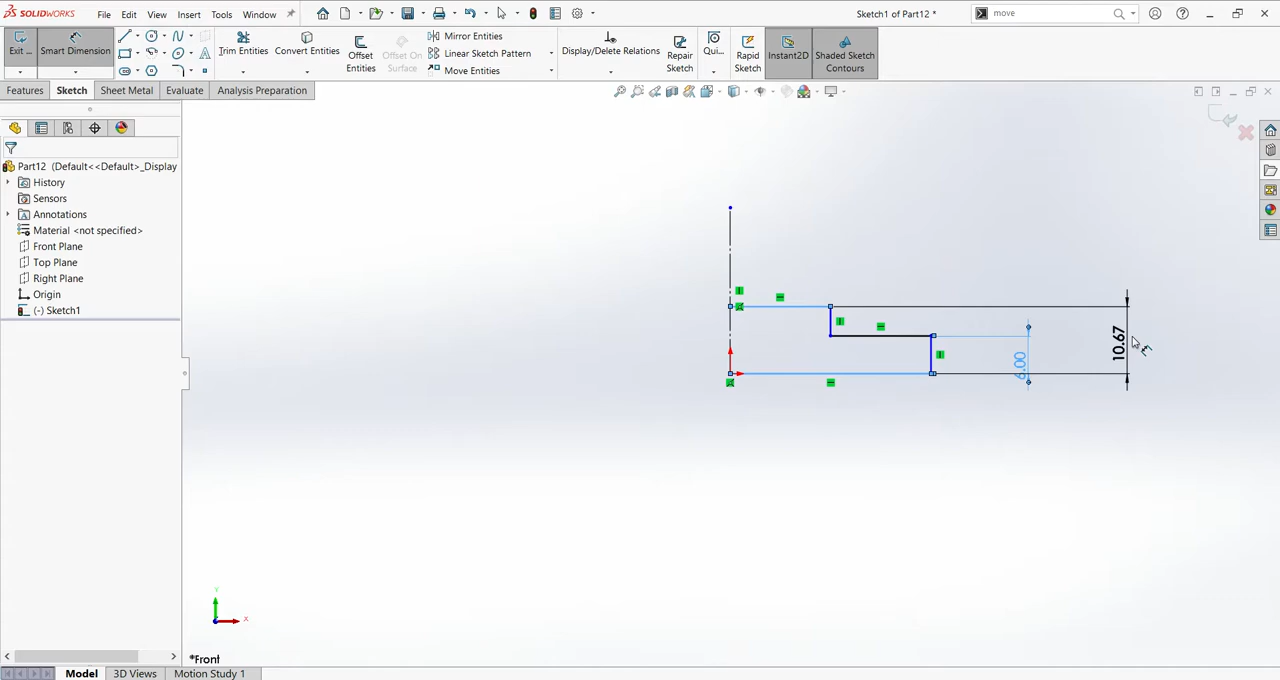 SOLIDWORKS File Edit View Insert Tools Window Sketch1 of Part12 * move
Exit ... Smart Dimension Trim Entities Convert Entities Offset Entities Offset On Surface Mirror Entities Linear Sketch Pattern Move Entities Display/Delete Relations Repair Sketch Qui... Rapid Sketch Instant2D Shaded Sketch Contours
Features Sketch Sheet Metal Evaluate Analysis Preparation
Part12 (Default<<Default>_Display
History
Sensors
Annotations
Material <not specified>
Front Plane
Top Plane
Right Plane
Origin
(-) Sketch1
10.67
6.00
Y
X
*Front
Model 3D Views Motion Study 1